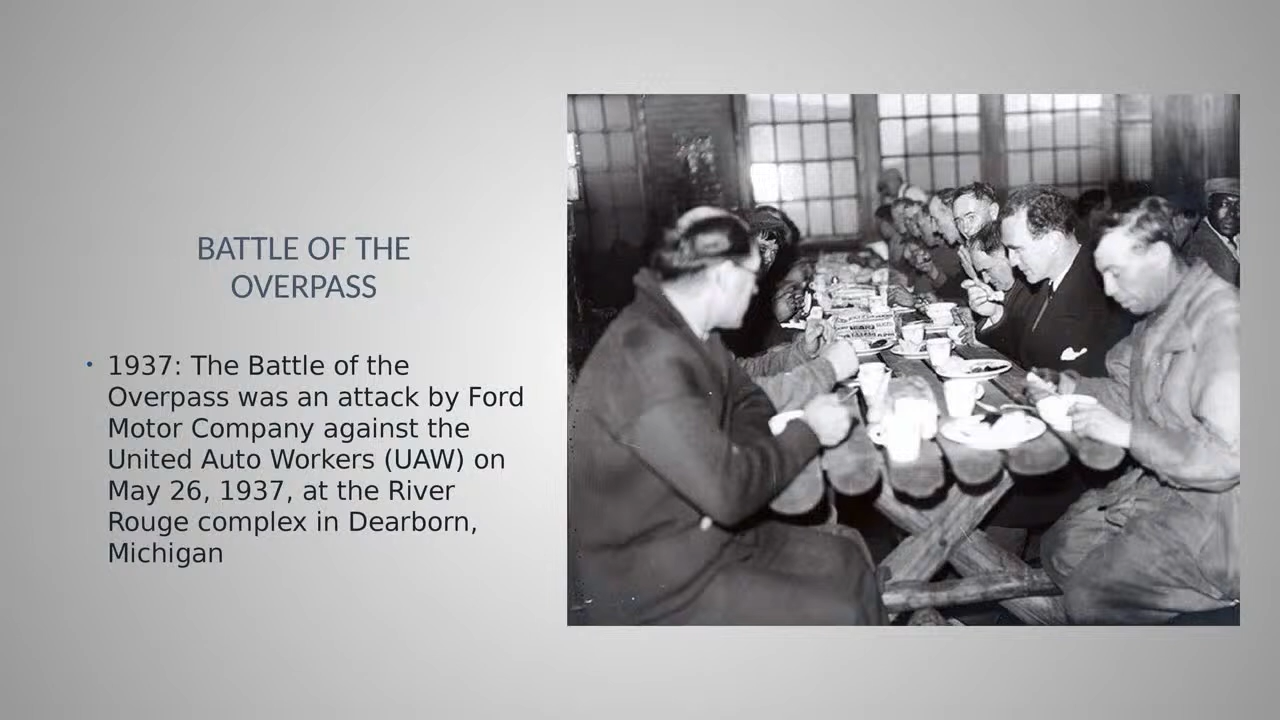 BATTLE OF THE
OVERPASS
• 1937: The Battle of the
Overpass was an attack by Ford
Motor Company against the
United Auto Workers (UAW) on
May 26, 1937, at the River
Rouge complex in Dearborn,
Michigan